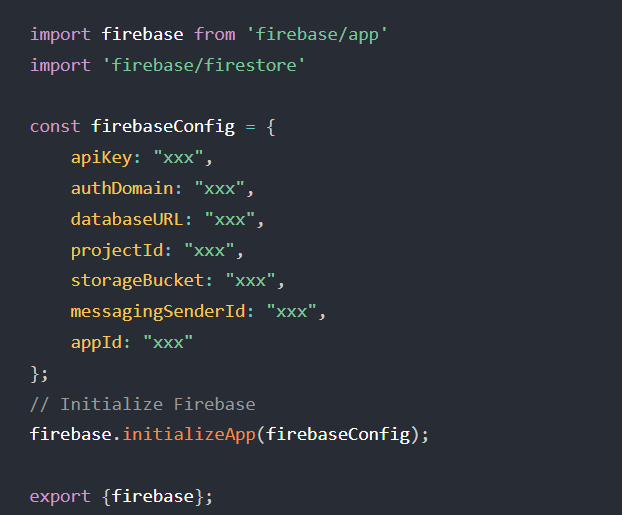 import firebase from 'firebase/app'
import 'firebase/firestore'
const firebaseConfig = {
apiKey: "xxx",
authDomain: "xxx",
databaseURL: "xxx",
projectId: "xxx",
storageBucket: "xxx",
messagingSenderId: "xxx",
appId: "xxx"
};
// Initialize Firebase
firebase.initializeApp(firebaseConfig);
export {firebase};